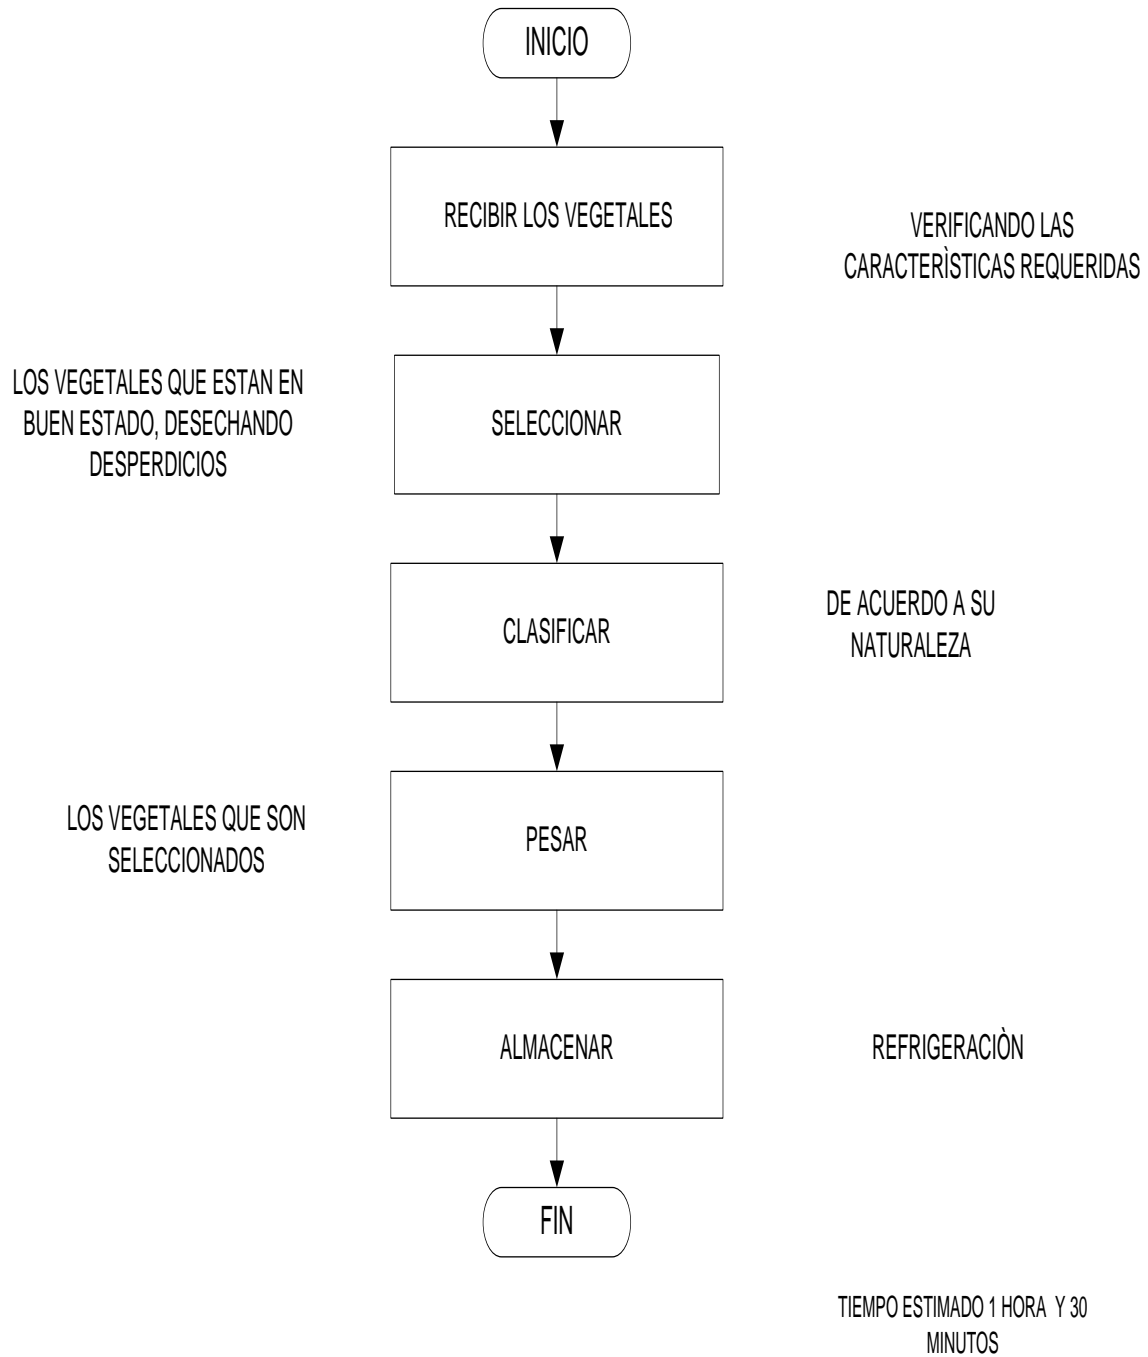 INICIO
RECIBIR LOS VEGETALES
VERIFICANDO LAS
CARACTERÌSTICAS REQUERIDAS
LOS VEGETALES QUE ESTAN EN
BUEN ESTADO, DESECHANDO
DESPERDICIOS
SELECCIONAR
CLASIFICAR
DE ACUERDO A SU
NATURALEZA
LOS VEGETALES QUE SON
SELECCIONADOS
PESAR
ALMACENAR
REFRIGERACIÒN
FIN
TIEMPO ESTIMADO 1 HORA Y 30
MINUTOS